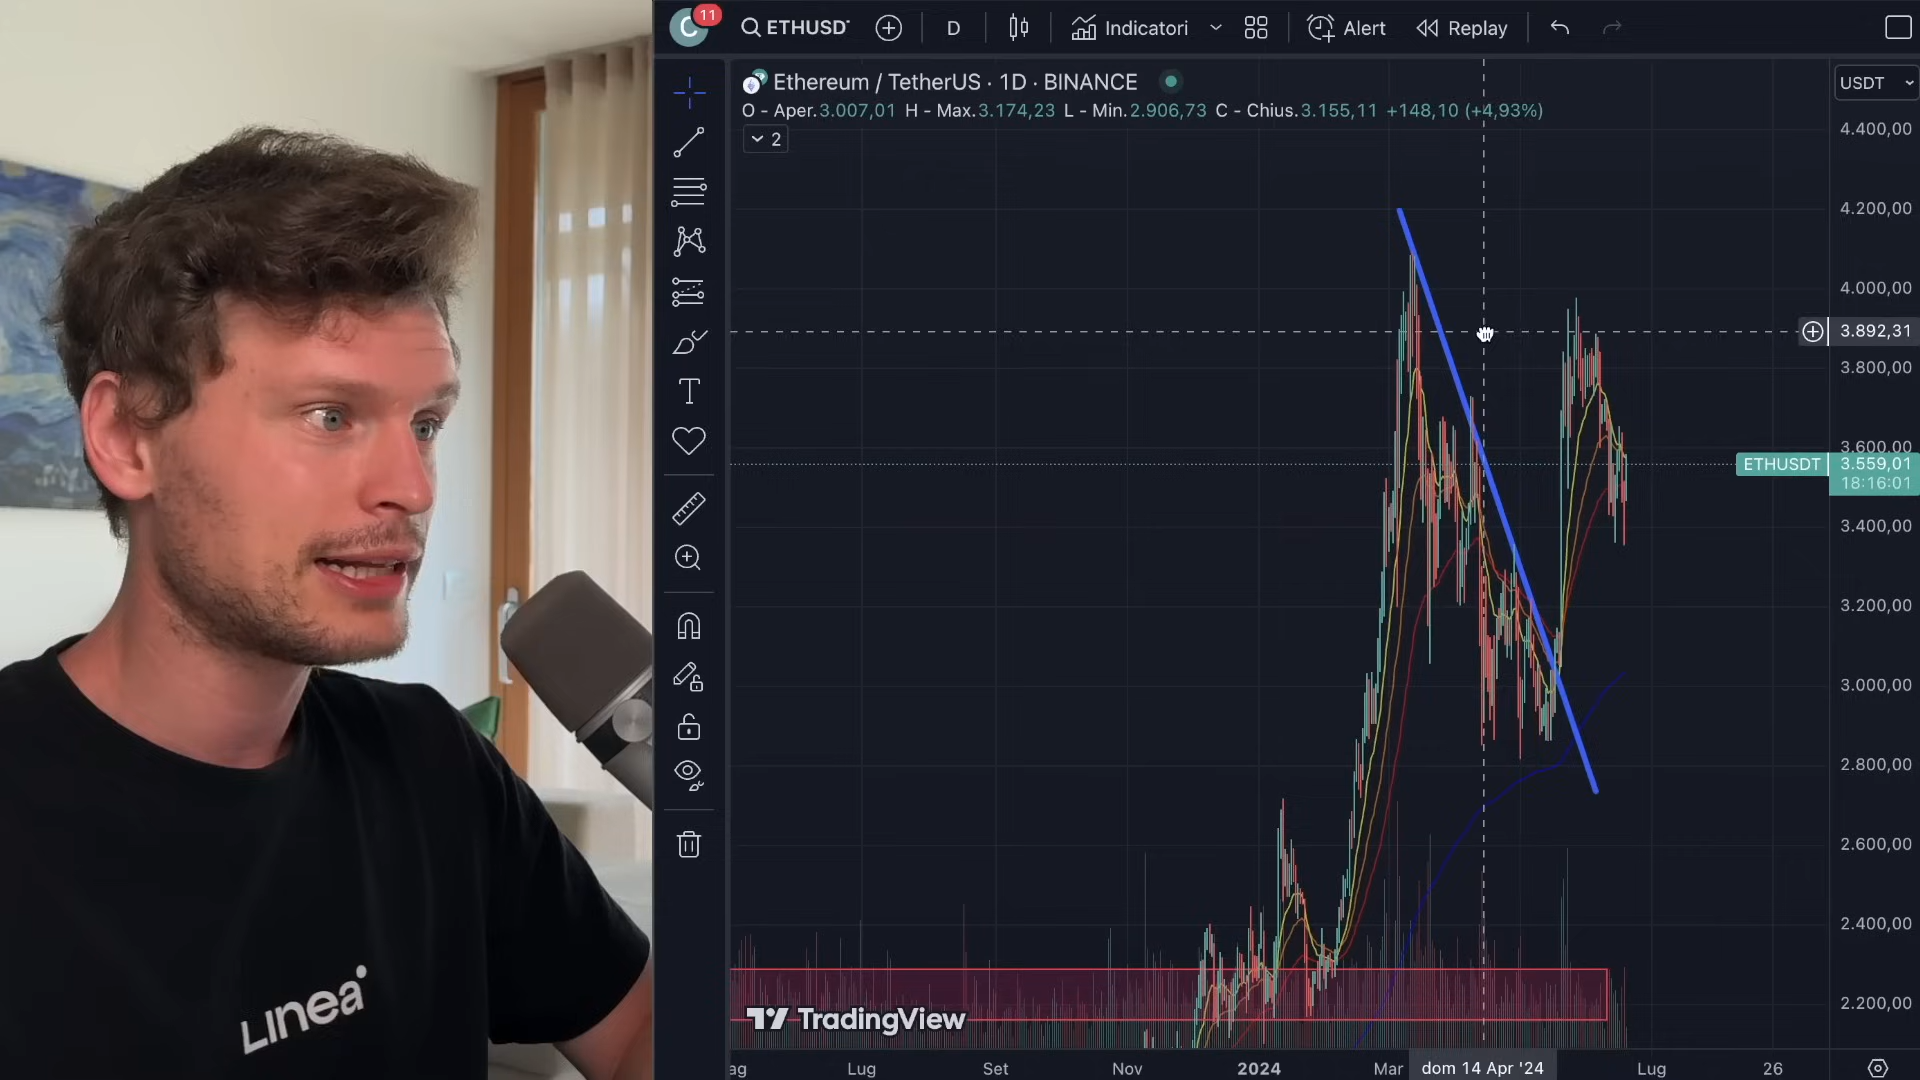 C 11 ETHUSDT D Indicatori Alert Replay
Ethereum / TetherUS · 1D · BINANCE
USDT
O - Aper.3.007,01 H - Max.3.174,23 L - Min.2.906,73 C - Chius.3.155,11 +148,10 (+4,93%)
2
4.400,00
4.200,00
4.000,00
3.892,31
3.800,00
3.600,00
ETHUSDT 3.559,01
18:16:01
3.400,00
3.200,00
3.000,00
2.800,00
2.600,00
2.400,00
2.200,00
Linea
TradingView
ag Lug Set Nov 2024 Mar dom 14 Apr '24 Lug 26